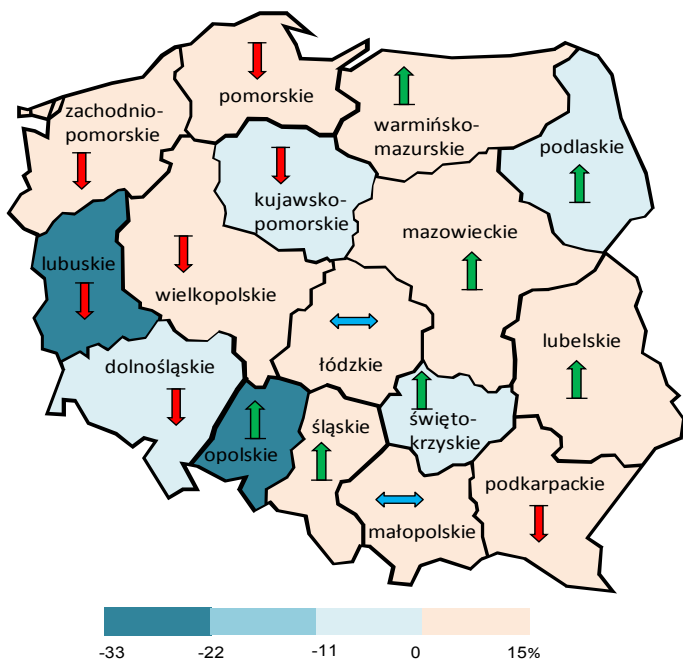 pomorskie
zachodnio-
pomorskie
warmińsko-
mazurskie
podlaskie
kujawsko-
pomorskie
mazowieckie
lubuskie
wielkopolskie
łódzkie
lubelskie
dolnośląskie
święto-
krzyskie
śląskie
opolskie
podkarpackie
małopolskie
-33 -22 -11 0 15%